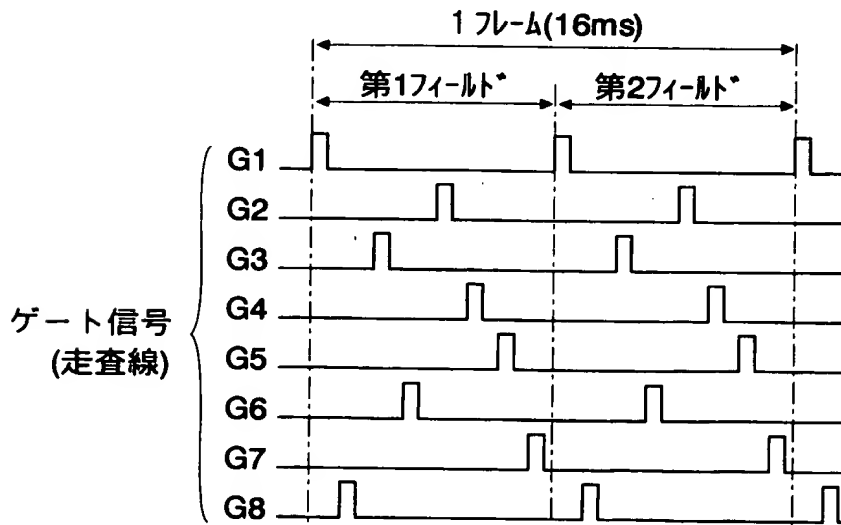 1 フレーム(16ms)
第1フィールド 第2フィールド
G1
G2
G3
G4
ゲート信号
(走査線)
G5
G6
G7
G8